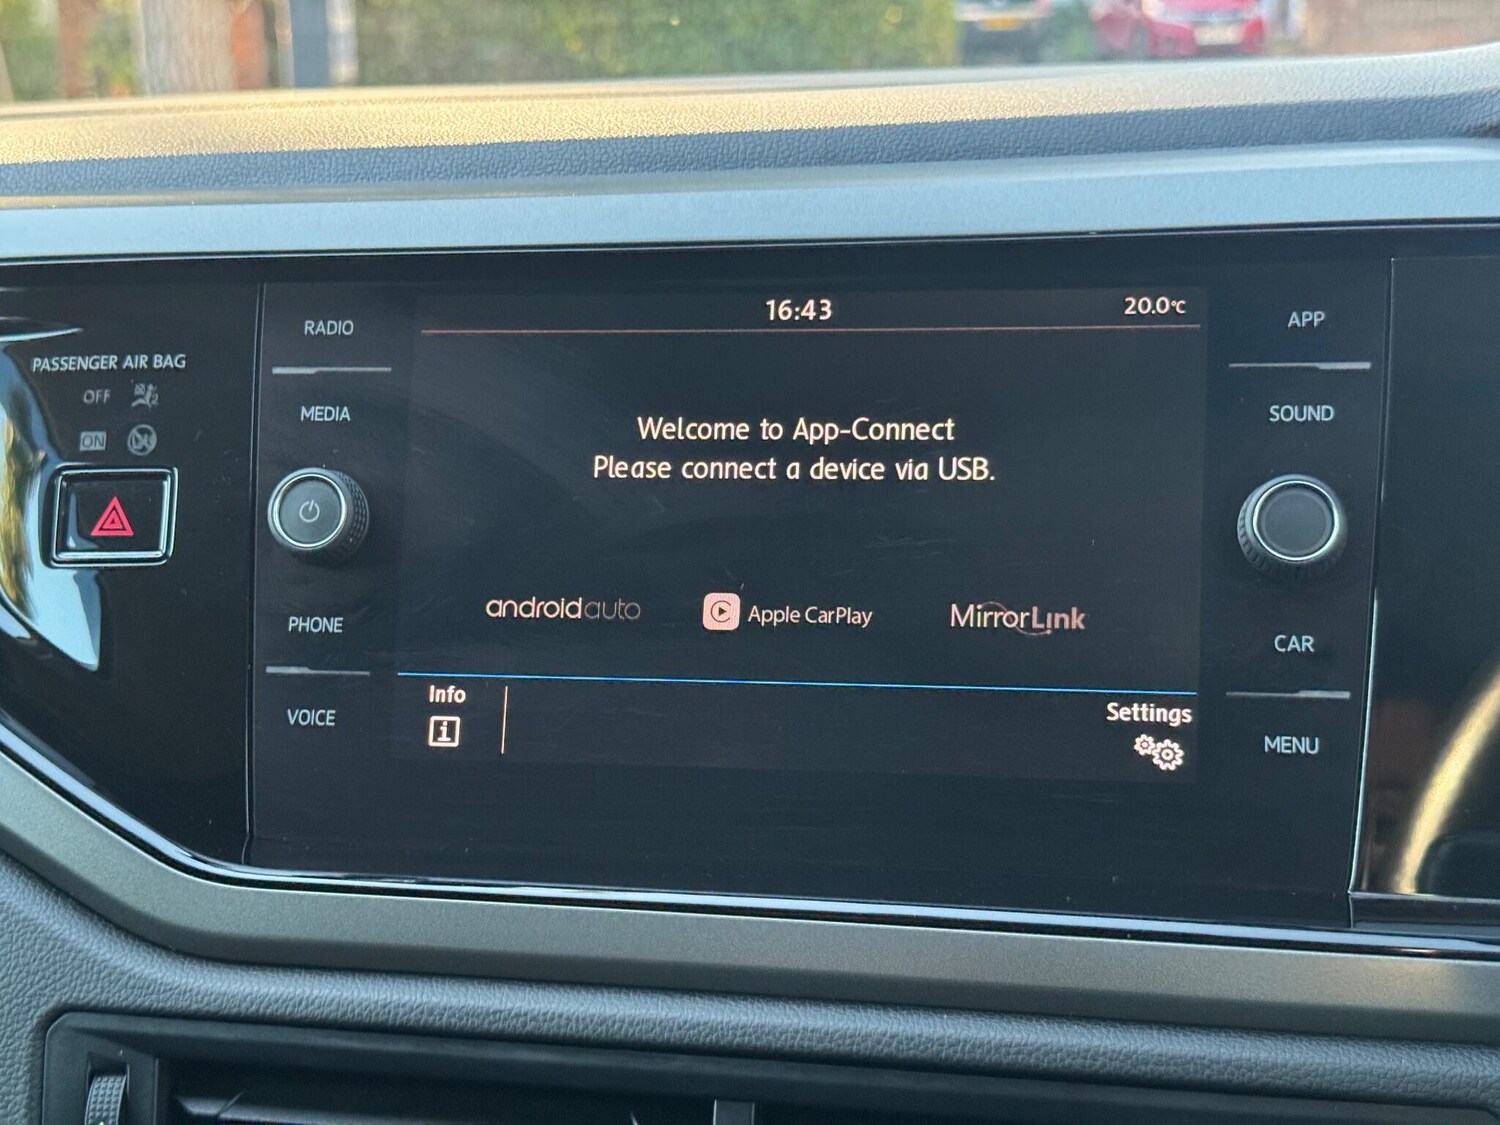 PASSENGER AIR BAG
OFF
ON
RADIO
MEDIA
PHONE
VOICE
16:43
20.0°C
Welcome to App-Connect
Please connect a device via USB.
androidauto
Apple CarPlay
MirrorLink
Info
i
Settings
APP
SOUND
CAR
MENU